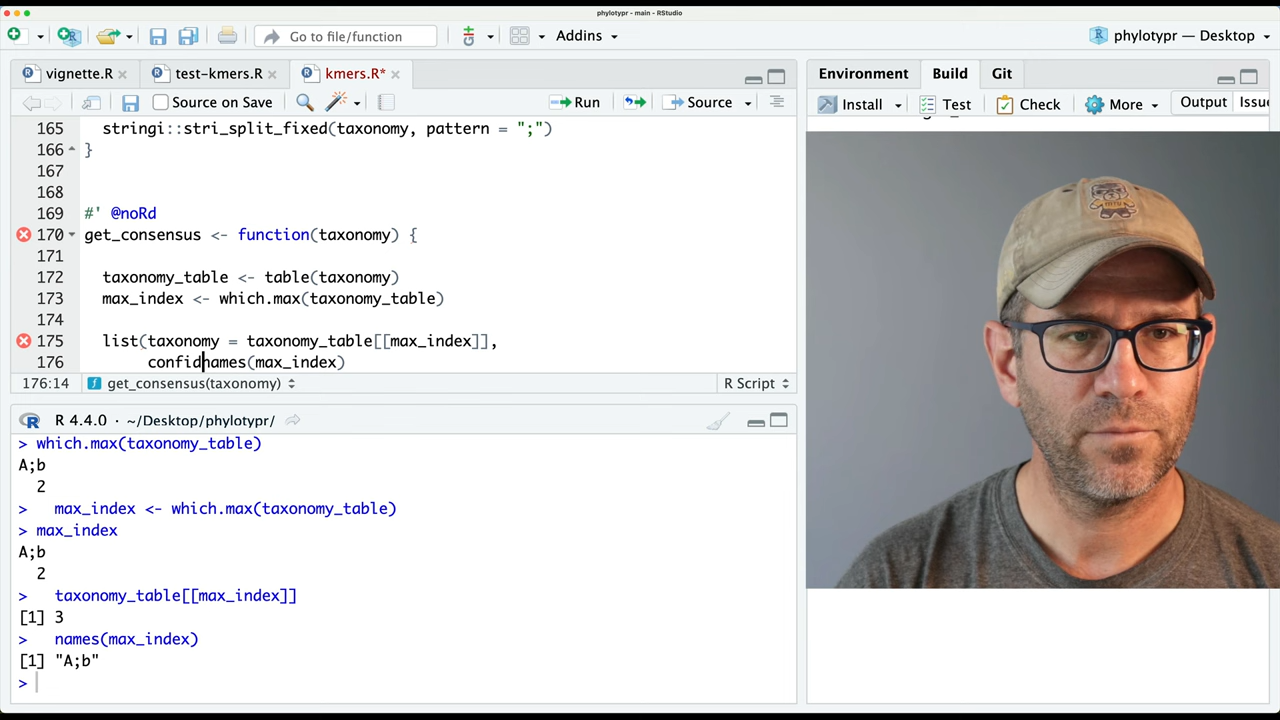 phylotypr - main - RStudio
Go to file/function
Addins
phylotypr — Desktop
vignette.R
test-kmers.R
kmers.R*
Source on Save
Run
Source
165 stringi::stri_split_fixed(taxonomy, pattern = ";")
166 }
167
168
169 #' @noRd
170 get_consensus <- function(taxonomy) {
171
172 taxonomy_table <- table(taxonomy)
173 max_index <- which.max(taxonomy_table)
174
175 list(taxonomy = taxonomy_table[[max_index]],
176 confidnames(max_index)
176:14 get_consensus(taxonomy) R Script
R 4.4.0 · ~/Desktop/phylotypr/
> which.max(taxonomy_table)
A;b
2
> max_index <- which.max(taxonomy_table)
> max_index
A;b
2
> taxonomy_table[[max_index]]
[1] 3
> names(max_index)
[1] "A;b"
>
Environment Build Git
Install Test Check More Output Issue